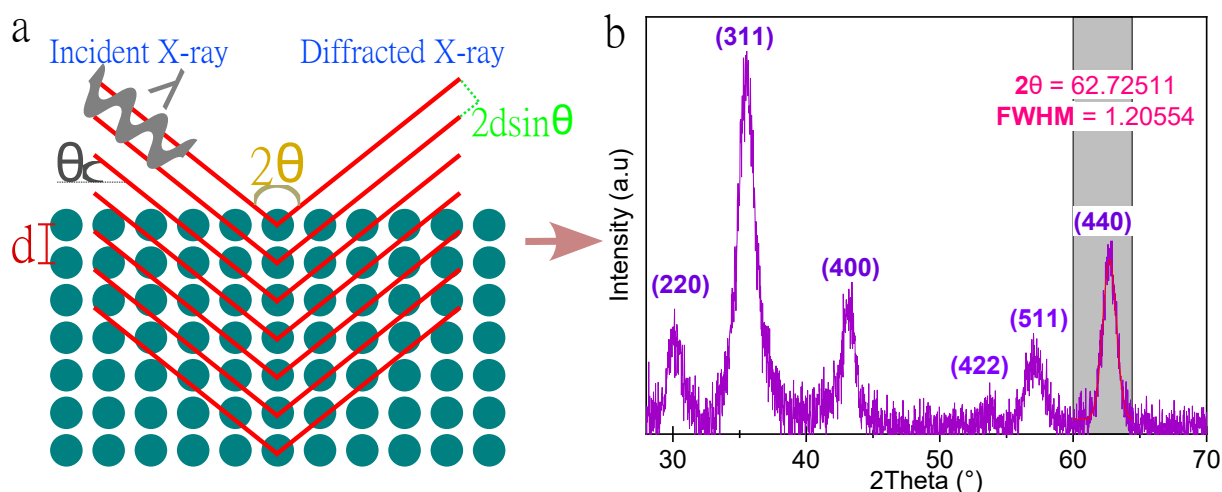 a
Incident X-ray
Diffracted X-ray
λ
2dsinθ
θ
2θ
d
b
(311)
2θ = 62.72511
FWHM = 1.20554
(440)
(220)
(400)
(511)
(422)
Intensity (a.u)
30
40
50
60
70
2Theta (°)